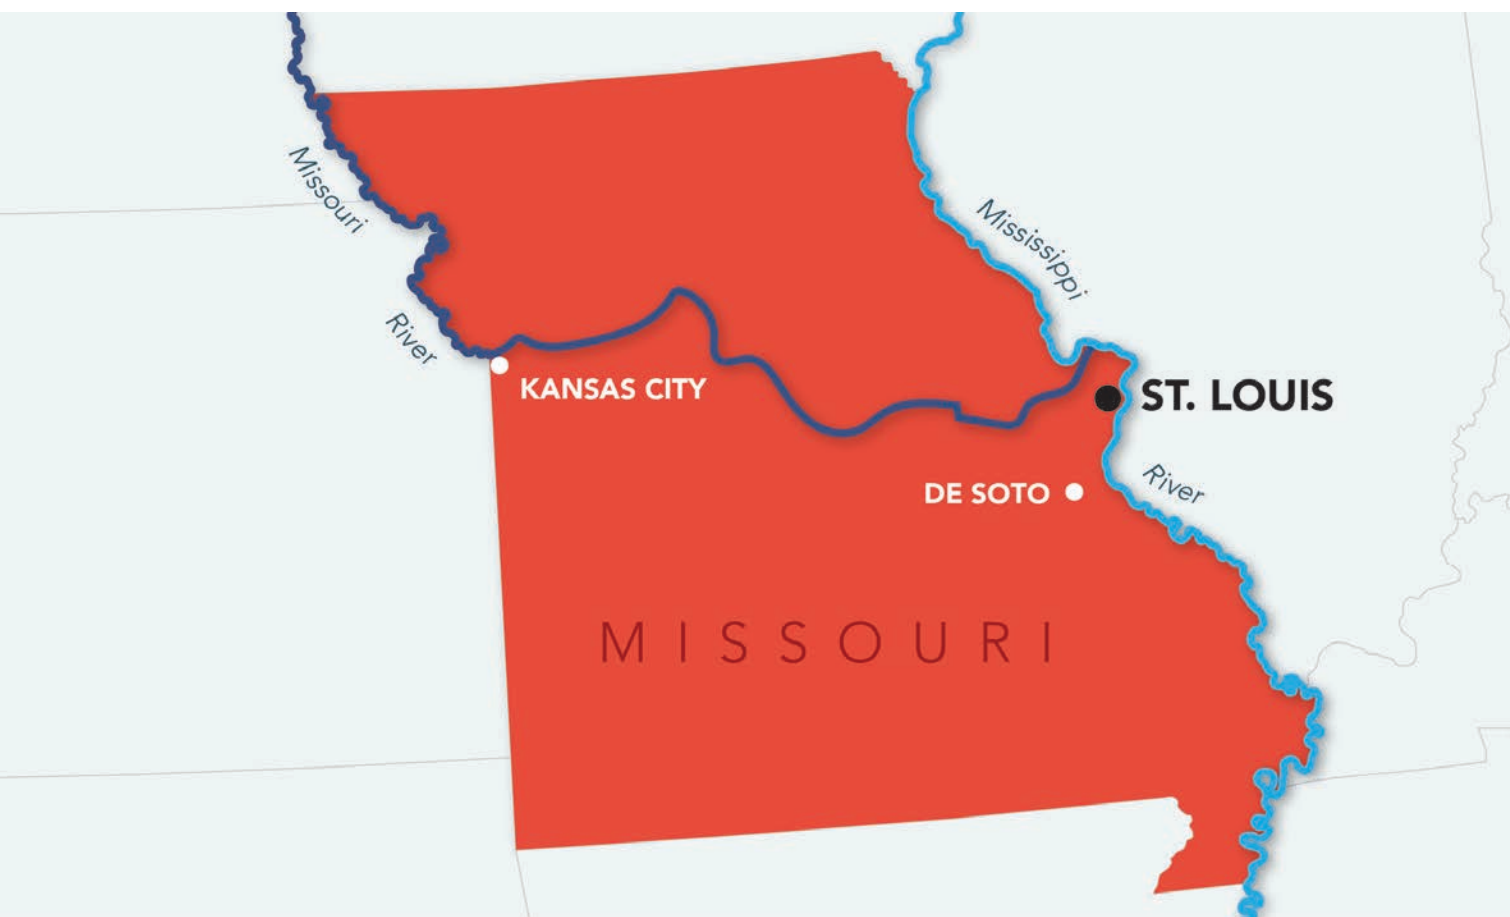 Missouri
River
Mississippi
River
KANSAS CITY
ST. LOUIS
DE SOTO
MISSOURI